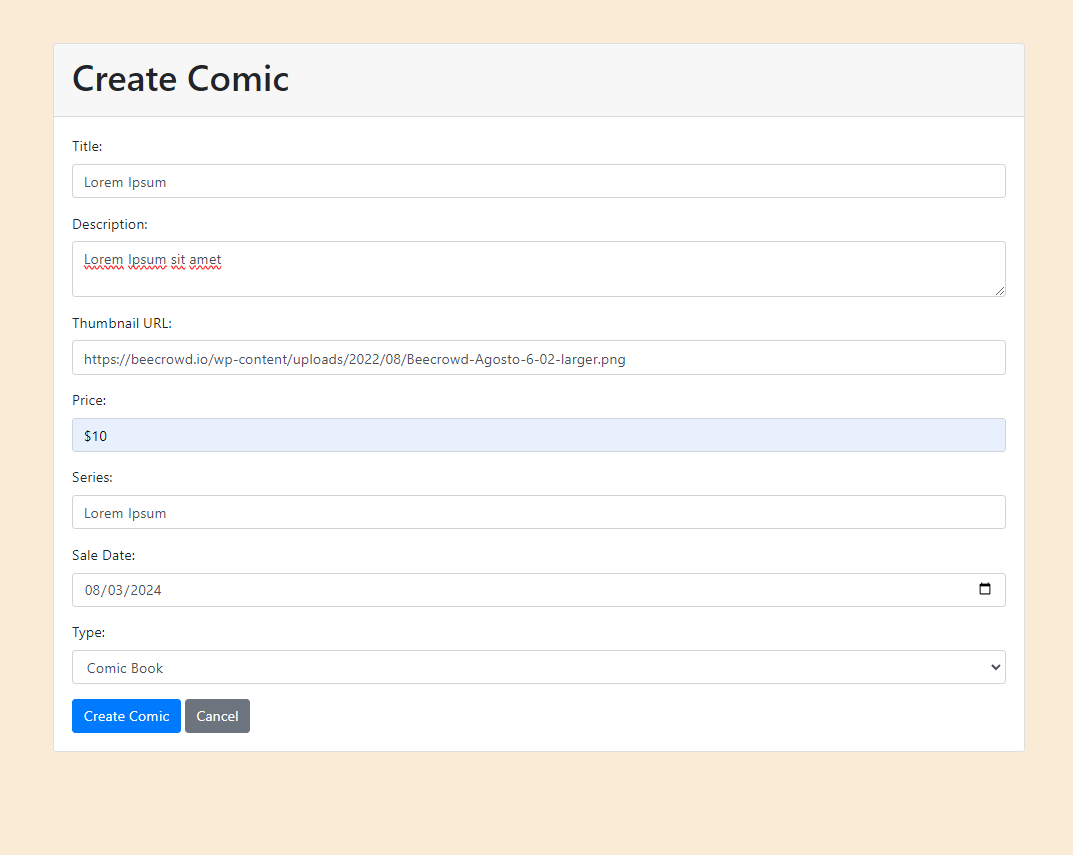 Create Comic
Title:
Lorem Ipsum
Description:
Lorem Ipsum sit amet
Thumbnail URL:
https://beecrowd.io/wp-content/uploads/2022/08/Beecrowd-Agosto-6-02-larger.png
Price:
$10
Series:
Lorem Ipsum
Sale Date:
08/03/2024
Type:
Comic Book
Create Comic Cancel